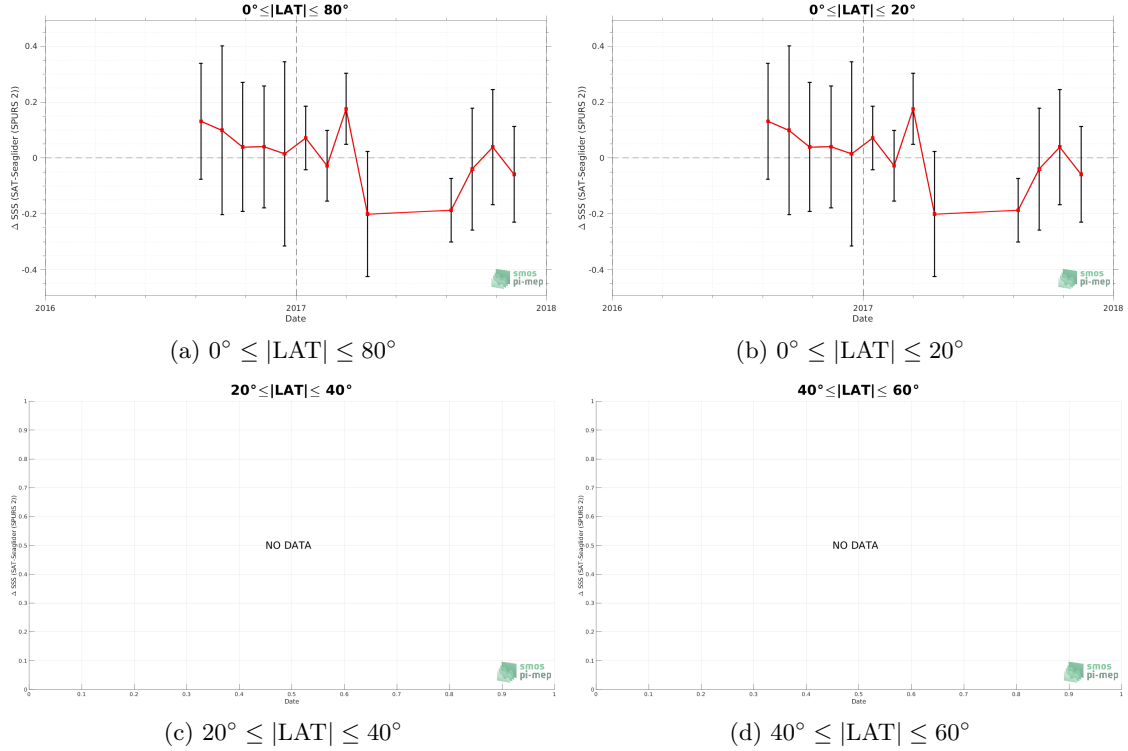 0°≤|LAT|≤ 80°
Δ SSS (SAT-Seaglider (SPURS 2))
0.4
0.2
0
-0.2
-0.4
2016
2017
2018
Date
smos
pi-mep
(a) 0° ≤ |LAT| ≤ 80°
0°≤|LAT|≤ 20°
Δ SSS (SAT-Seaglider (SPURS 2))
0.4
0.2
0
-0.2
-0.4
2016
2017
2018
Date
smos
pi-mep
(b) 0° ≤ |LAT| ≤ 20°
20°≤|LAT|≤ 40°
Δ SSS (SAT-Seaglider (SPURS 2))
1
0.9
0.8
0.7
0.6
0.5
0.4
0.3
0.2
0.1
0
NO DATA
0 0.1 0.2 0.3 0.4 0.5 0.6 0.7 0.8 0.9 1
Date
smos
pi-mep
(c) 20° ≤ |LAT| ≤ 40°
40°≤|LAT|≤ 60°
Δ SSS (SAT-Seaglider (SPURS 2))
1
0.9
0.8
0.7
0.6
0.5
0.4
0.3
0.2
0.1
0
NO DATA
0 0.1 0.2 0.3 0.4 0.5 0.6 0.7 0.8 0.9 1
Date
smos
pi-mep
(d) 40° ≤ |LAT| ≤ 60°